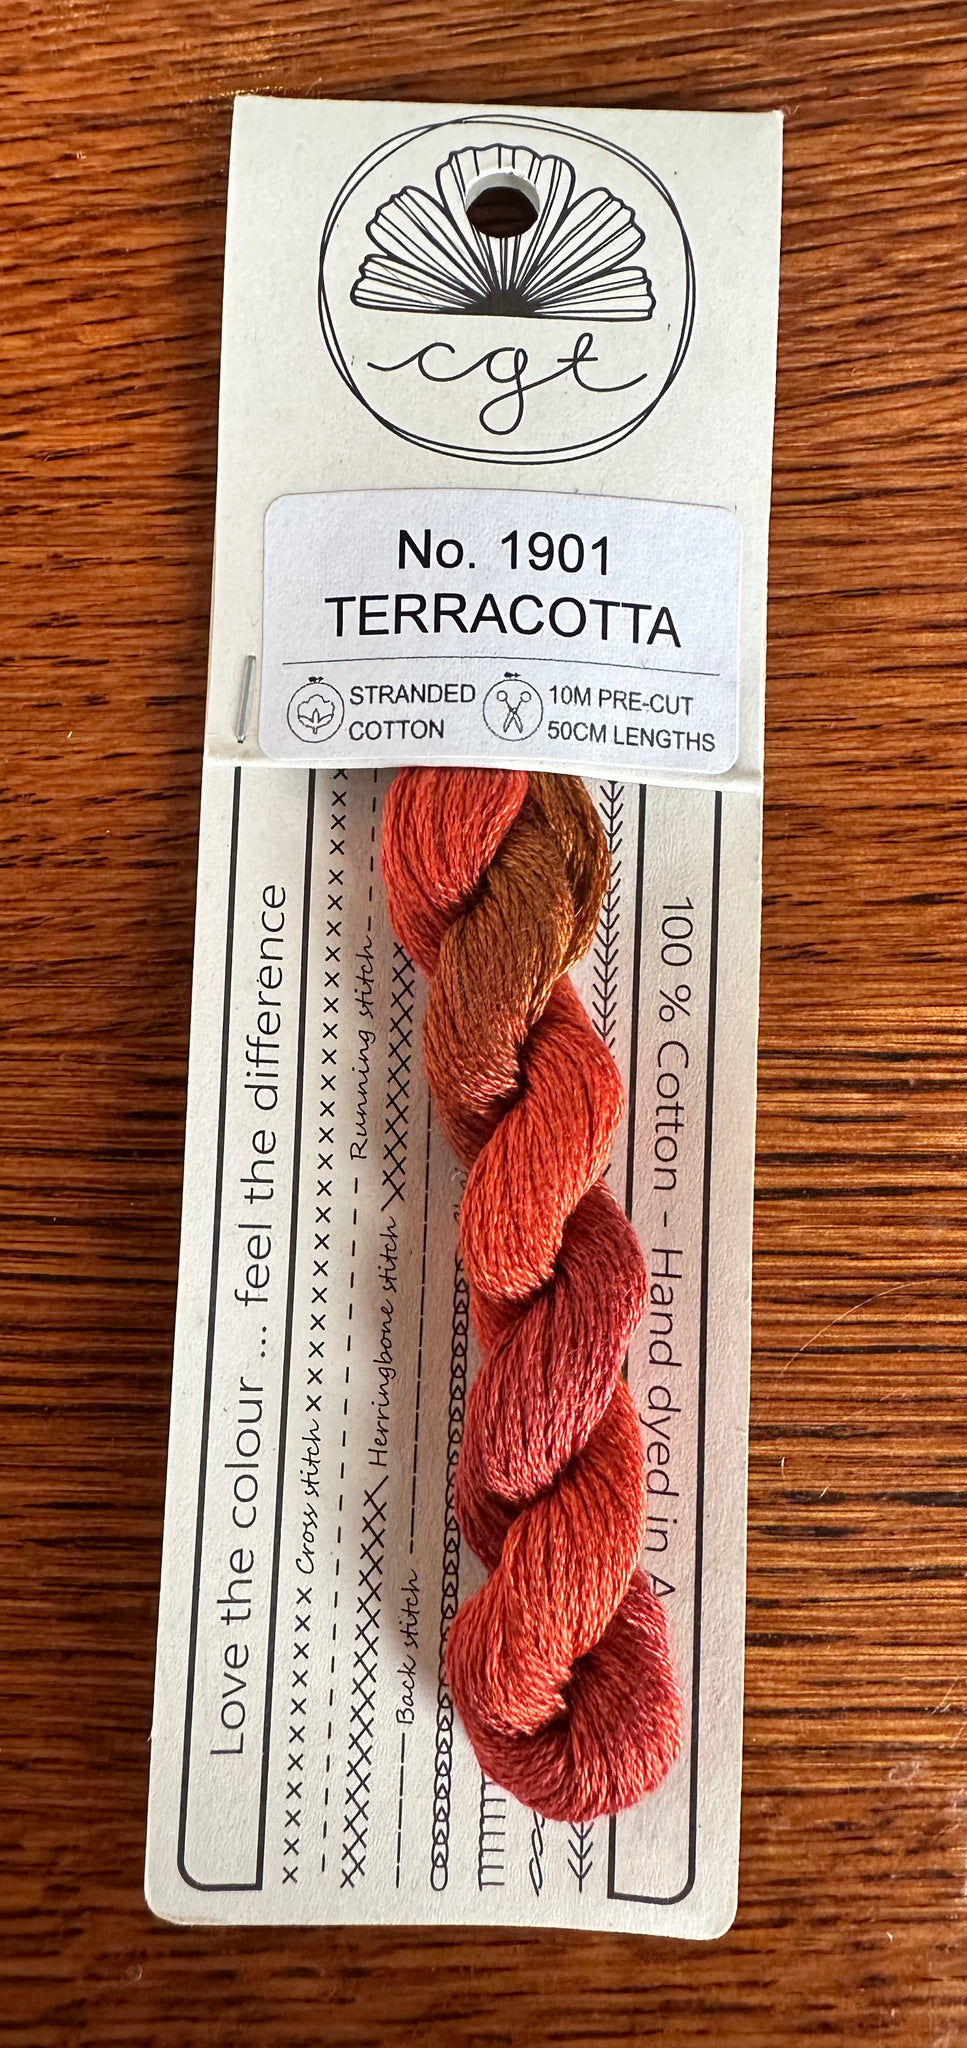 cgt
No. 1901
TERRACOTTA
STRANDED
COTTON
10M PRE-CUT
50CM LENGTHS
Love the colour ... feel the difference
Cross stitch
Running stitch
Herringbone stitch
Back stitch
100 % Cotton - Hand dyed in A